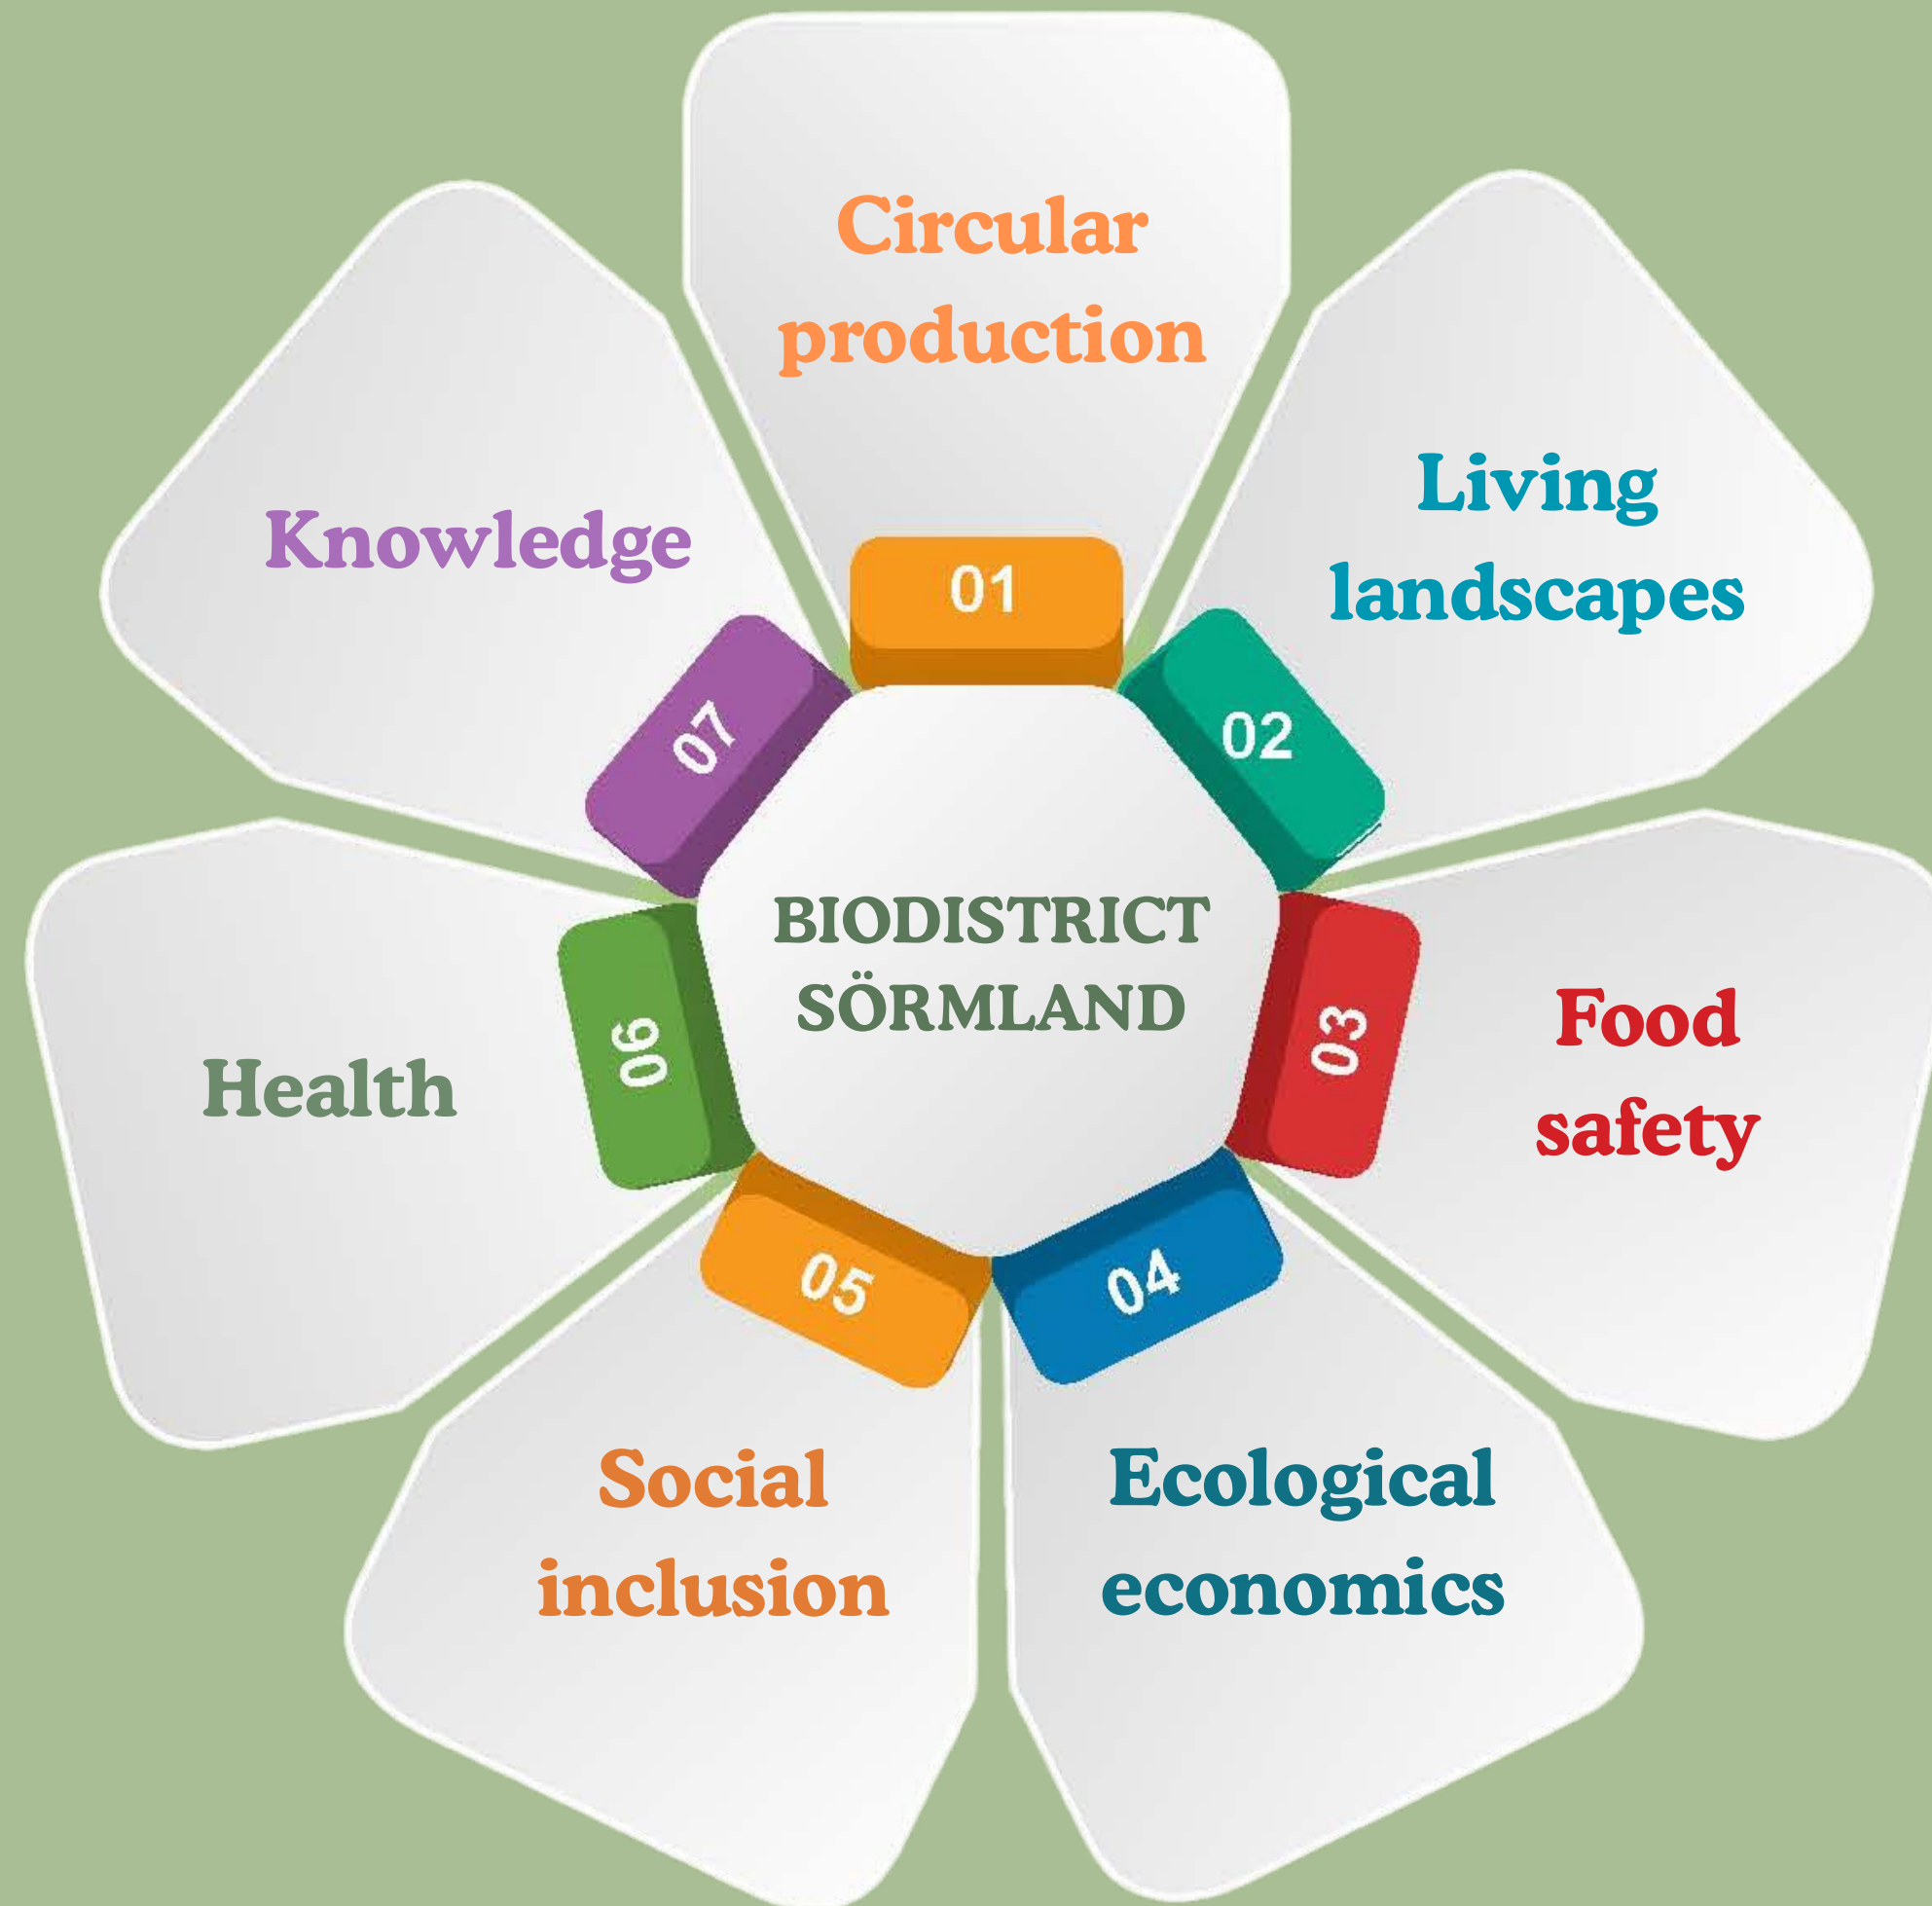 Circular
production
01
Living
landscapes
02
Food
safety
03
Ecological
economics
04
Social
inclusion
05
Health
06
Knowledge
07
BIODISTRICT
SÖRMLAND